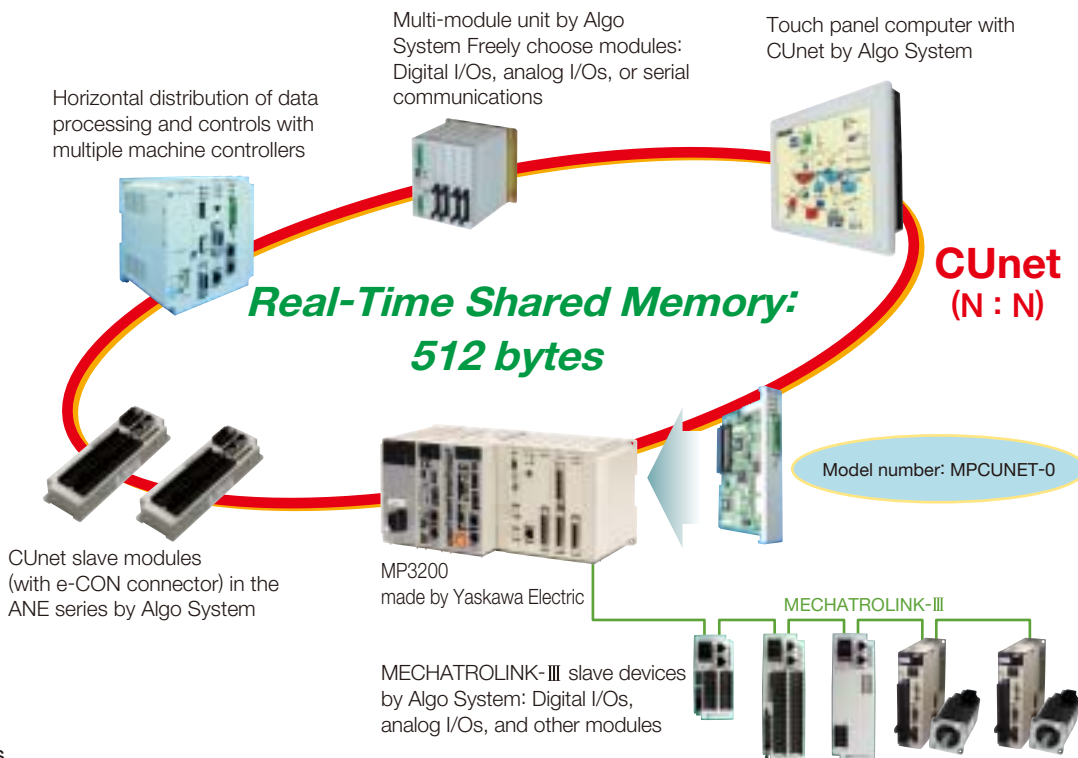 Multi-module unit by Algo
System Freely choose modules:
Digital I/Os, analog I/Os, or serial
communications
Touch panel computer with
CUnet by Algo System
Horizontal distribution of data
processing and controls with
multiple machine controllers
CUnet
(N : N)
Real-Time Shared Memory:
512 bytes
Model number: MPCUNET-0
CUnet slave modules
(with e-CON connector) in the
ANE series by Algo System
MP3200
made by Yaskawa Electric
MECHATROLINK-Ⅲ
MECHATROLINK-Ⅲ slave devices
by Algo System: Digital I/Os,
analog I/Os, and other modules